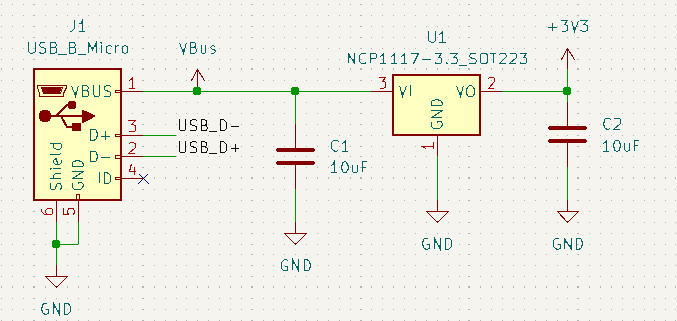 J1
USB_B_Micro
VBUS
1
D+
3
D-
2
ID
4
Shield
GND
6
5
GND
VBus
USB_D-
USB_D+
C1
10uF
GND
U1
NCP1117-3.3_SOT223
3
VI
VO
2
GND
1
GND
+3V3
C2
10uF
GND